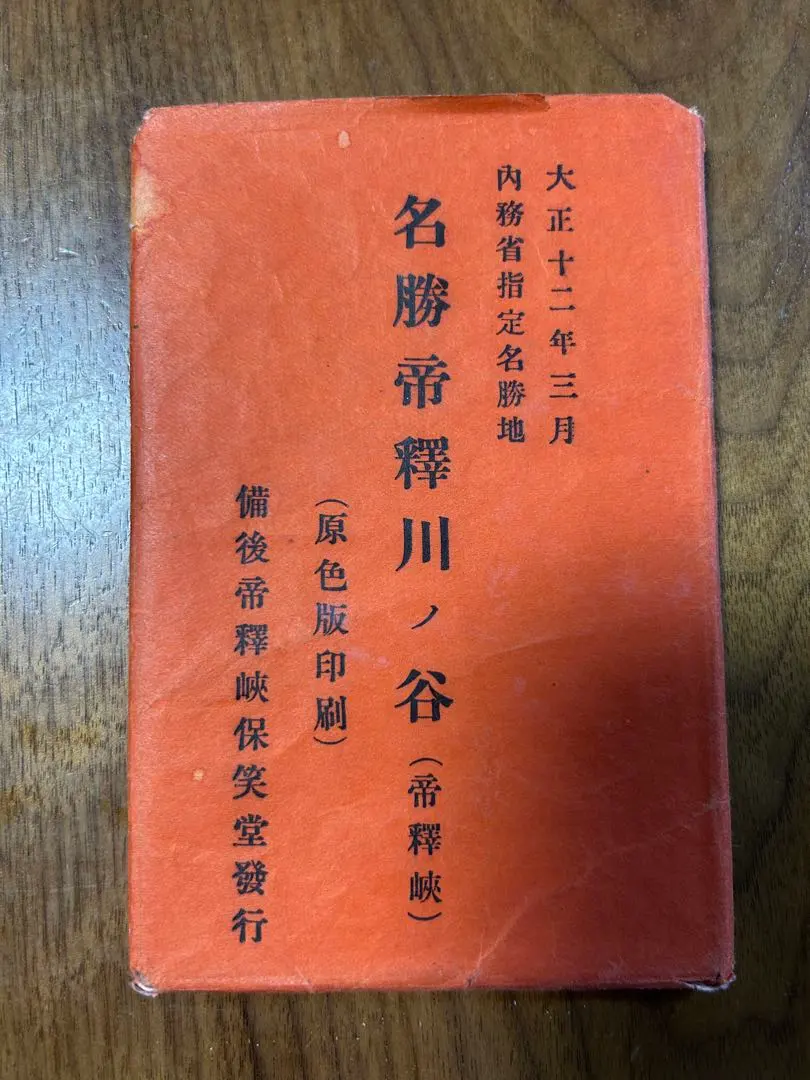 大正十二年三月
內務省指定名勝地
名勝帝釋川ノ谷(帝釋峽)
(原色版印刷)
備後帝釋峽保笑堂發行